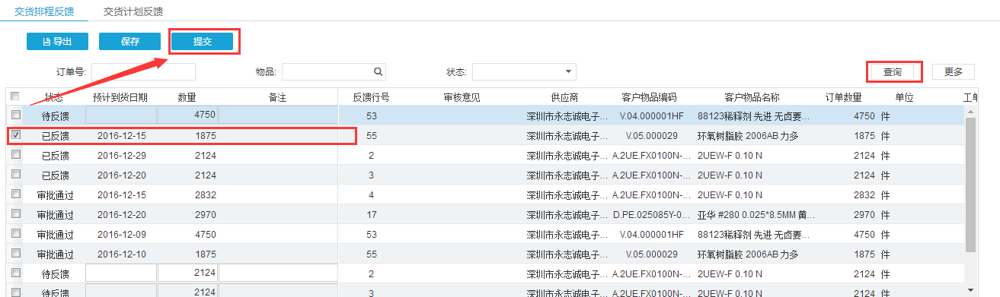 交货排程反馈 交货计划反馈
导出 保存 提交
订单号: 物品: 状态: 查询 更多
状态 预计到货日期 数量 备注 反馈行号 审核意见 供应商 客户物品编码 客户物品名称 订单数量 单位 工单
待反馈 4750 53 深圳市永志诚电子... V.04.000001HF 88123稀释剂 先进 无卤要... 4750 件
已反馈 2016-12-15 1875 55 深圳市永志诚电子... V.05.000029 环氧树脂胶 2006AB 力多 1875 件
已反馈 2016-12-29 2124 2 深圳市永志诚电子... A.2UE.FX0100N-... 2UEW-F 0.10 N 2124 件
已反馈 2016-12-20 2124 3 深圳市永志诚电子... A.2UE.FX0100N-... 2UEW-F 0.10 N 2124 件
审批通过 2016-12-15 2832 4 深圳市永志诚电子... A.2UE.FX0100N-... 2UEW-F 0.10 N 2832 件
审批通过 2016-12-20 2970 17 深圳市永志诚电子... D.PE.025085Y-0... 亚华 #280 0.025*8.5MM 黄... 2970 件
审批通过 2016-12-09 4750 53 深圳市永志诚电子... V.04.000001HF 88123稀释剂 先进 无卤要... 4750 件
审批通过 2016-12-10 1875 55 深圳市永志诚电子... V.05.000029 环氧树脂胶 2006AB 力多 1875 件
待反馈 2124 2 深圳市永志诚电子... A.2UE.FX0100N-... 2UEW-F 0.10 N 2124 件
待反馈 2124 3 深圳市永志诚电子... A.2UE.FX0100N-... 2UEW-F 0.10 N 2124 件